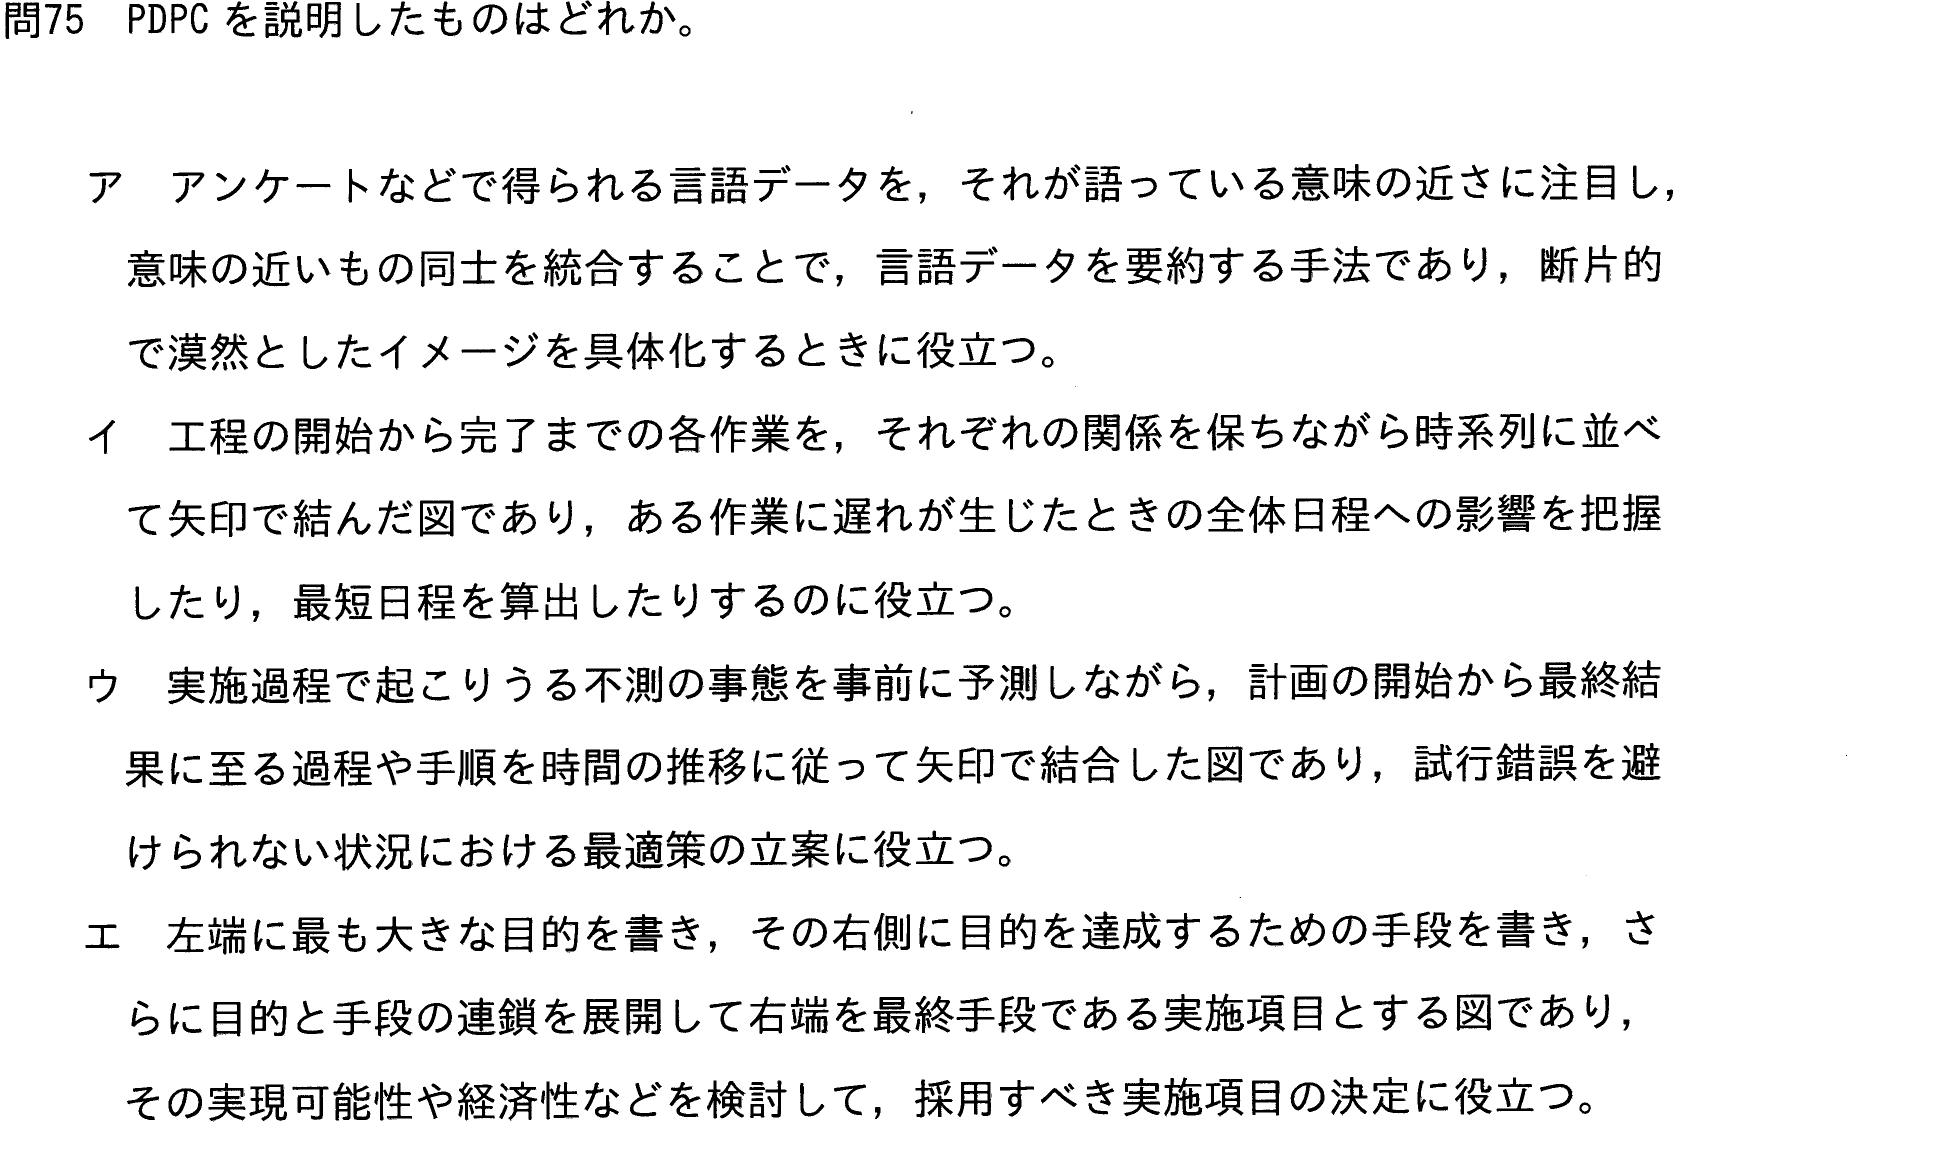 問75 PDPC を説明したものはどれか。
ア アンケートなどで得られる言語データを，それが語っている意味の近さに注目し，
意味の近いもの同士を統合することで，言語データを要約する手法であり，断片的
で漠然としたイメージを具体化するときに役立つ。
イ 工程の開始から完了までの各作業を，それぞれの関係を保ちながら時系列に並べ
て矢印で結んだ図であり，ある作業に遅れが生じたときの全体日程への影響を把握
したり，最短日程を算出したりするのに役立つ。
ウ 実施過程で起こりうる不測の事態を事前に予測しながら，計画の開始から最終結
果に至る過程や手順を時間の推移に従って矢印で結合した図であり，試行錯誤を避
けられない状況における最適策の立案に役立つ。
エ 左端に最も大きな目的を書き，その右側に目的を達成するための手段を書き，さ
らに目的と手段の連鎖を展開して右端を最終手段である実施項目とする図であり，
その実現可能性や経済性などを検討して，採用すべき実施項目の決定に役立つ。